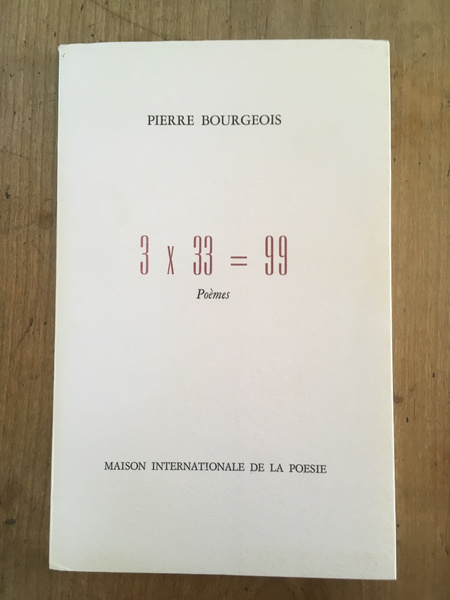 PIERRE BOURGEOIS
3 x 33 = 99
Poèmes
MAISON INTERNATIONALE DE LA POESIE